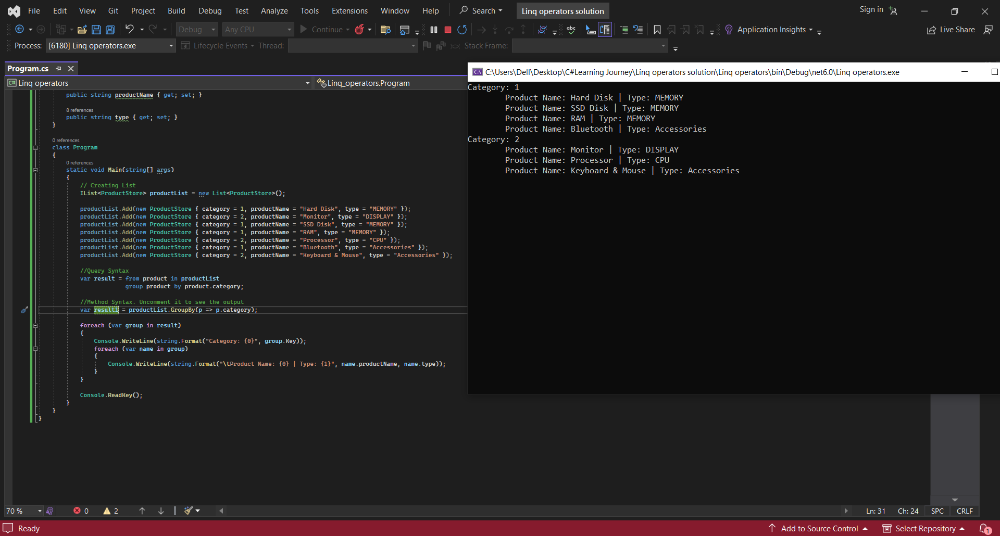 File Edit View Git Project Build Debug Test Analyze Tools Extensions Window Help Search Linq operators solution Sign in
Debug Any CPU Continue abc Application Insights Live Share
Process: [6180] Linq operators.exe Lifecycle Events Thread: Stack Frame:
Program.cs
C# Linq operators Linq_operators.Program
public string productName { get; set; }
8 references
public string type { get; set; }
}
0 references
class Program
{
0 references
static void Main(string[] args)
{
// Creating List
IList<ProductStore> productList = new List<ProductStore>();
productList.Add(new ProductStore { category = 1, productName = "Hard Disk", type = "MEMORY" });
productList.Add(new ProductStore { category = 2, productName = "Monitor", type = "DISPLAY" });
productList.Add(new ProductStore { category = 1, productName = "SSD Disk", type = "MEMORY" });
productList.Add(new ProductStore { category = 1, productName = "RAM", type = "MEMORY" });
productList.Add(new ProductStore { category = 2, productName = "Processor", type = "CPU" });
productList.Add(new ProductStore { category = 1, productName = "Bluetooth", type = "Accessories" });
productList.Add(new ProductStore { category = 2, productName = "Keyboard & Mouse", type = "Accessories" });
//Query Syntax
var result = from product in productList
group product by product.category;
//Method Syntax. Uncomment it to see the output
var result1 = productList.GroupBy(p => p.category);
foreach (var group in result)
{
Console.WriteLine(string.Format("Category: {0}", group.Key));
foreach (var name in group)
{
Console.WriteLine(string.Format("\tProduct Name: {0} | Type: {1}", name.productName, name.type));
}
}
Console.ReadKey();
}
}
}
C:\Users\Dell\Desktop\C#Learning Journey\Linq operators solution\Linq operators\bin\Debug\net6.0\Linq operators.exe
Category: 1
Product Name: Hard Disk | Type: MEMORY
Product Name: SSD Disk | Type: MEMORY
Product Name: RAM | Type: MEMORY
Product Name: Bluetooth | Type: Accessories
Category: 2
Product Name: Monitor | Type: DISPLAY
Product Name: Processor | Type: CPU
Product Name: Keyboard & Mouse | Type: Accessories
70 % 0 2 Ln: 31 Ch: 24 SPC CRLF
Ready Add to Source Control Select Repository 1